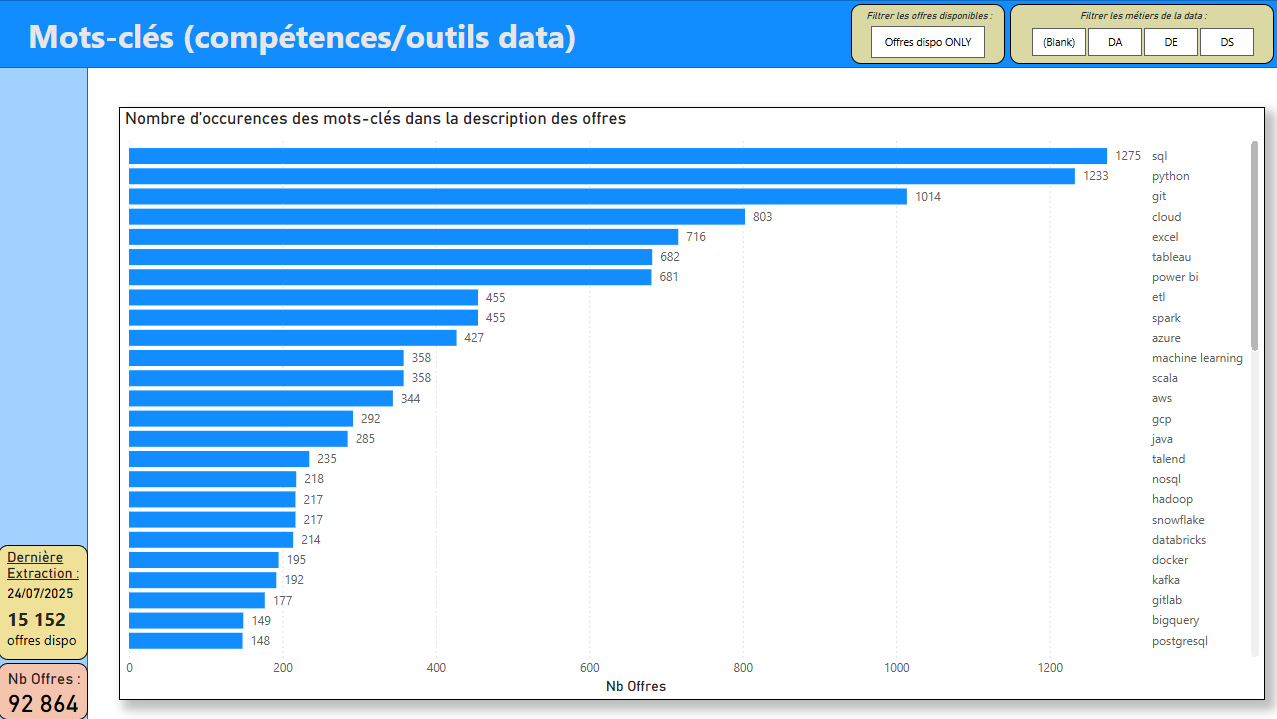 Mots-clés (compétences/outils data)
Filtrer les offres disponibles :
Offres dispo ONLY
Filtrer les métiers de la data :
(Blank) DA DE DS
Nombre d'occurences des mots-clés dans la description des offres
1275 sql
1233 python
1014 git
803 cloud
716 excel
682 tableau
681 power bi
455 etl
455 spark
427 azure
358 machine learning
358 scala
344 aws
292 gcp
285 java
235 talend
218 nosql
217 hadoop
217 snowflake
214 databricks
195 docker
192 kafka
177 gitlab
149 bigquery
148 postgresql
0 200 400 600 800 1000 1200
Nb Offres
Dernière
Extraction :
24/07/2025
15 152
offres dispo
Nb Offres :
92 864